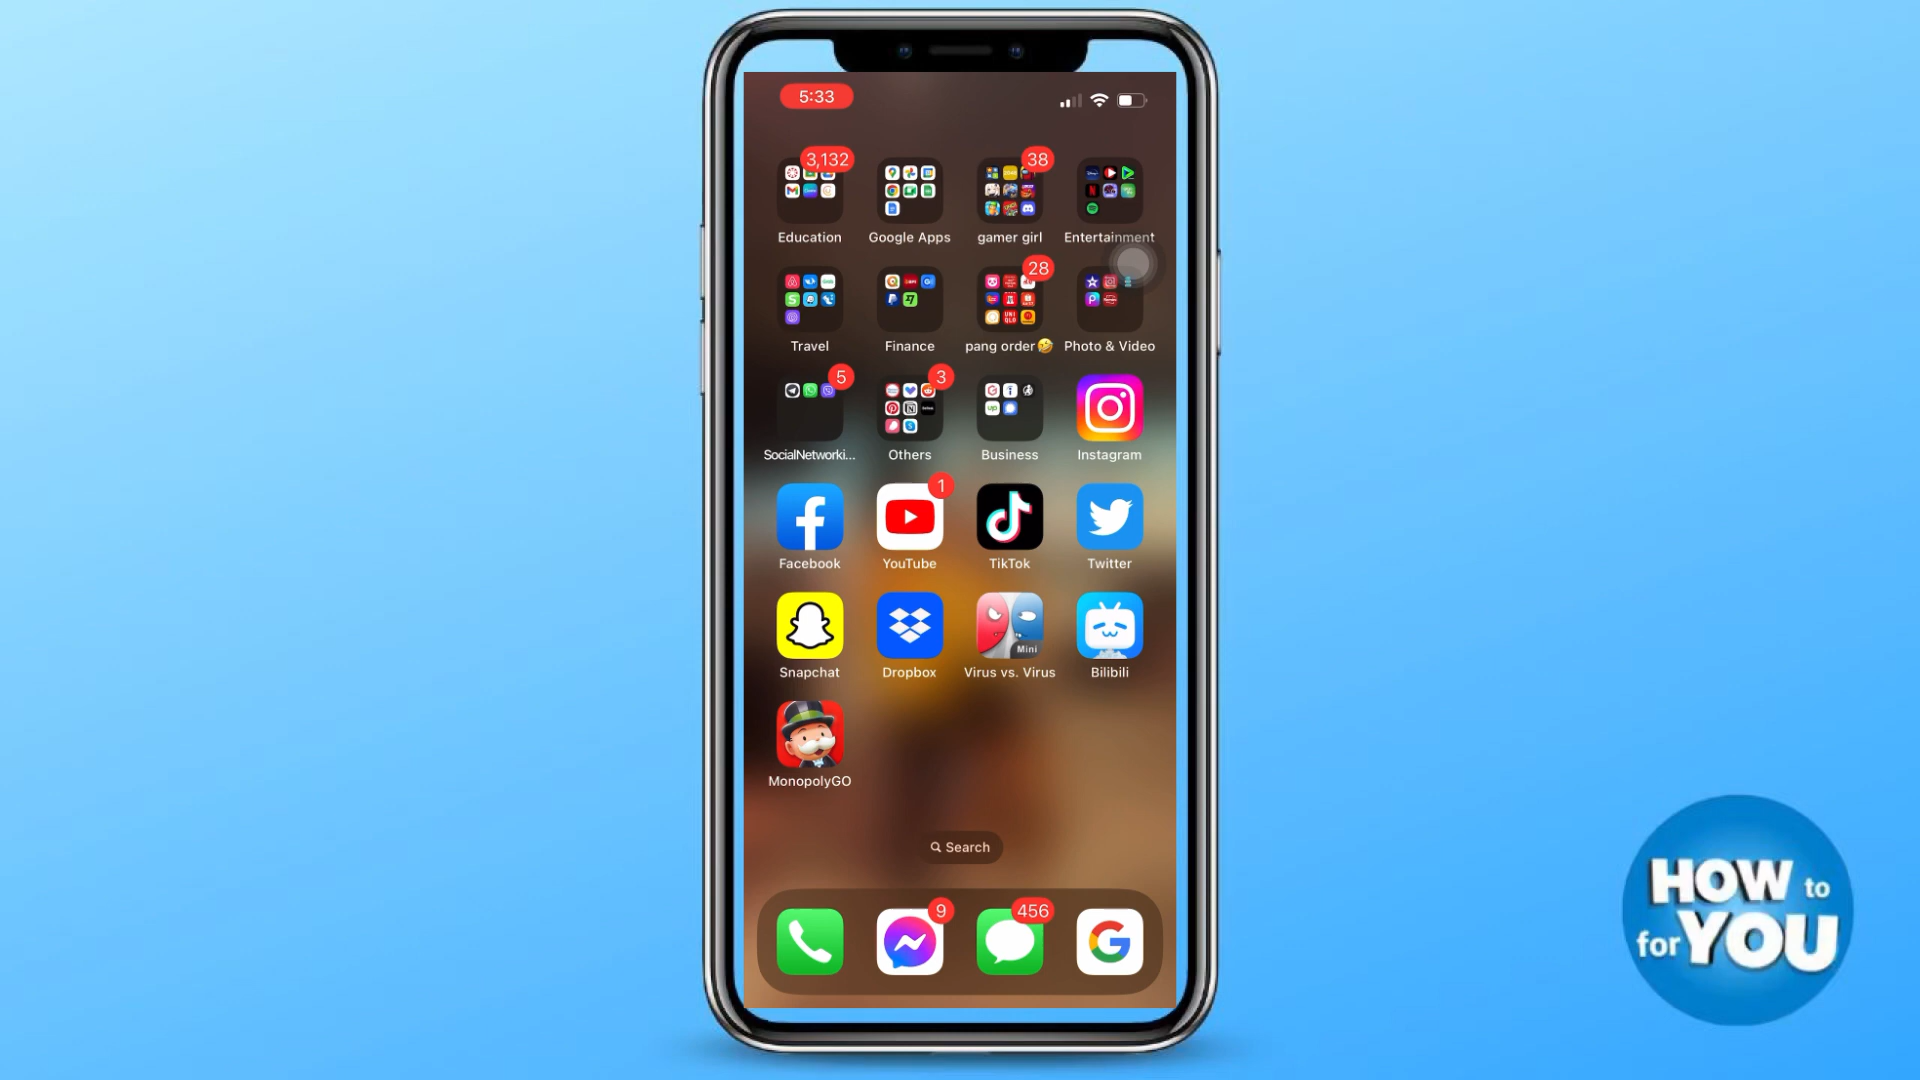 5:33
3,132
38
Education
Google Apps
gamer girl
Entertainment
28
Travel
Finance
pang order🤣
Photo & Video
5
3
SocialNetworki...
Others
Business
Instagram
1
Facebook
YouTube
TikTok
Twitter
Mini
Snapchat
Dropbox
Virus vs. Virus
Bilibili
MonopolyGO
Search
9
456
HOW to
for YOU